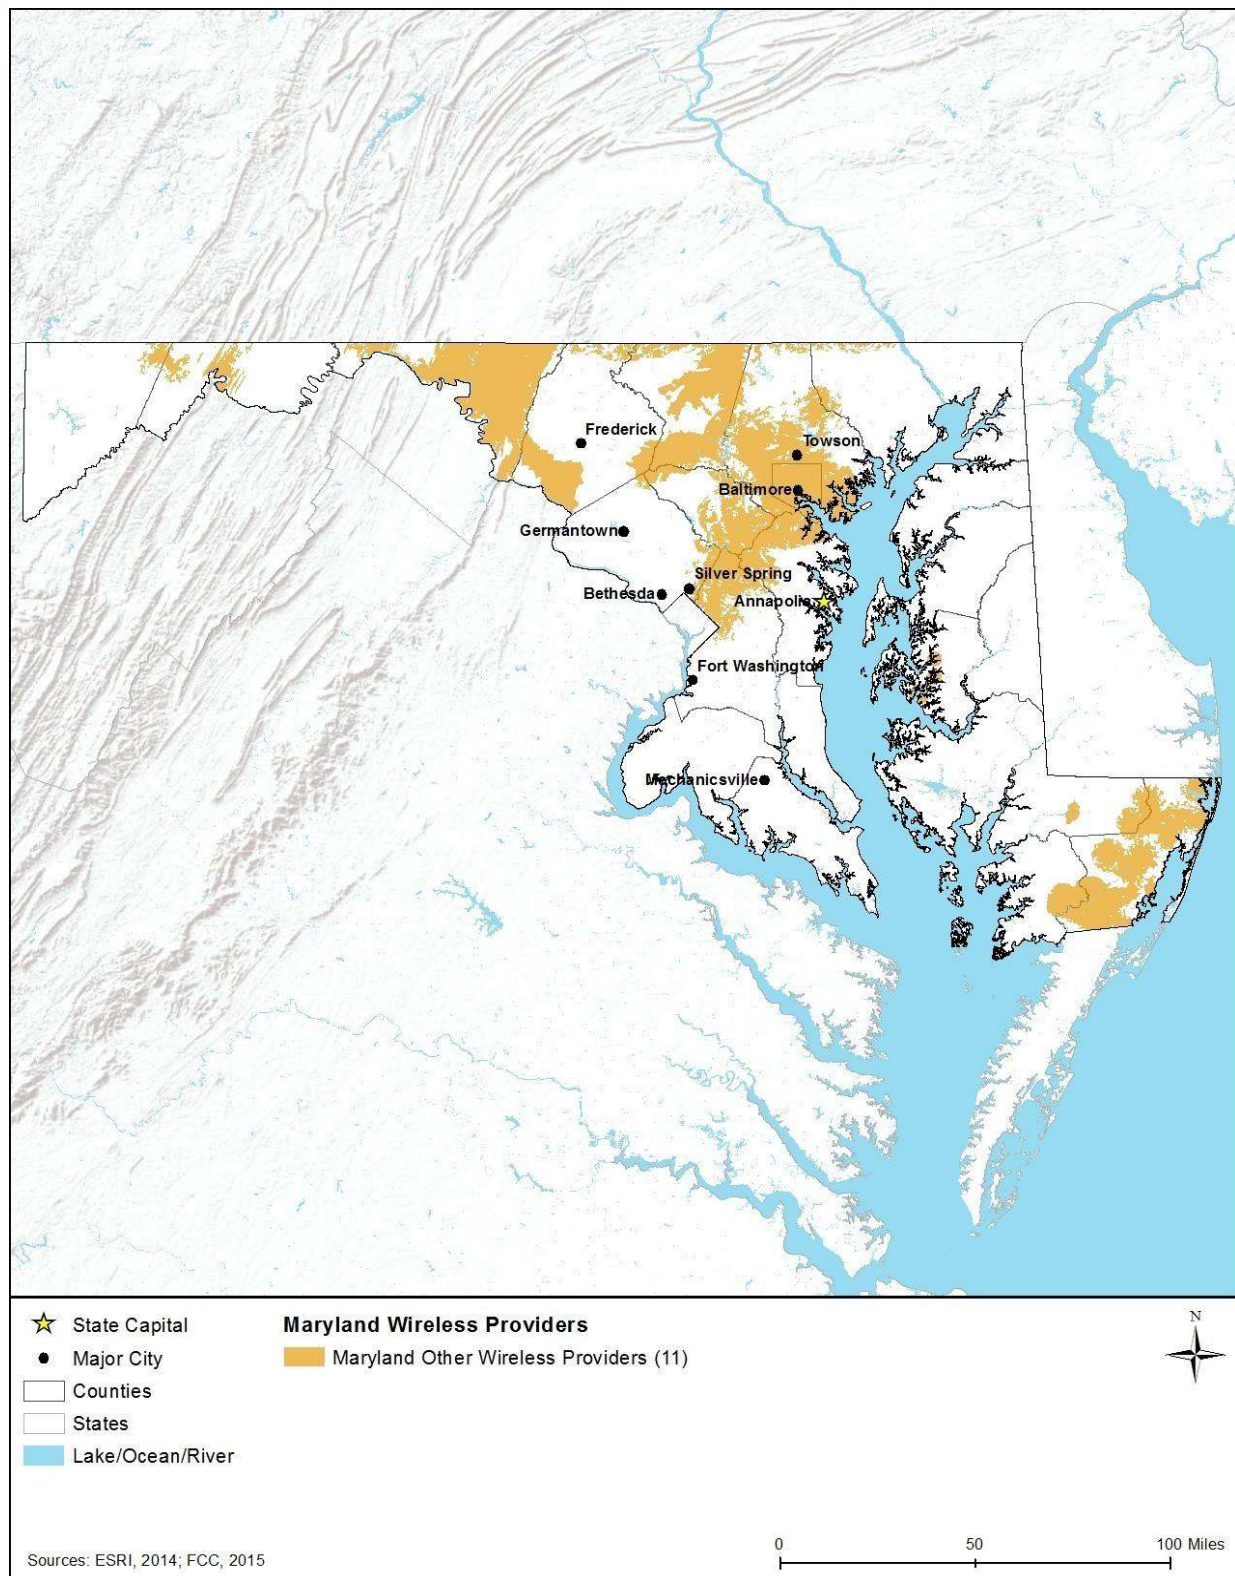 Frederick
Towson
Baltimore
Germantown
Silver Spring
Bethesda
Annapolis
Fort Washington
Mechanicsville
State Capital
Major City
Counties
States
Lake/Ocean/River
Maryland Wireless Providers
Maryland Other Wireless Providers (11)
N
Sources: ESRI, 2014; FCC, 2015
0 50 100 Miles